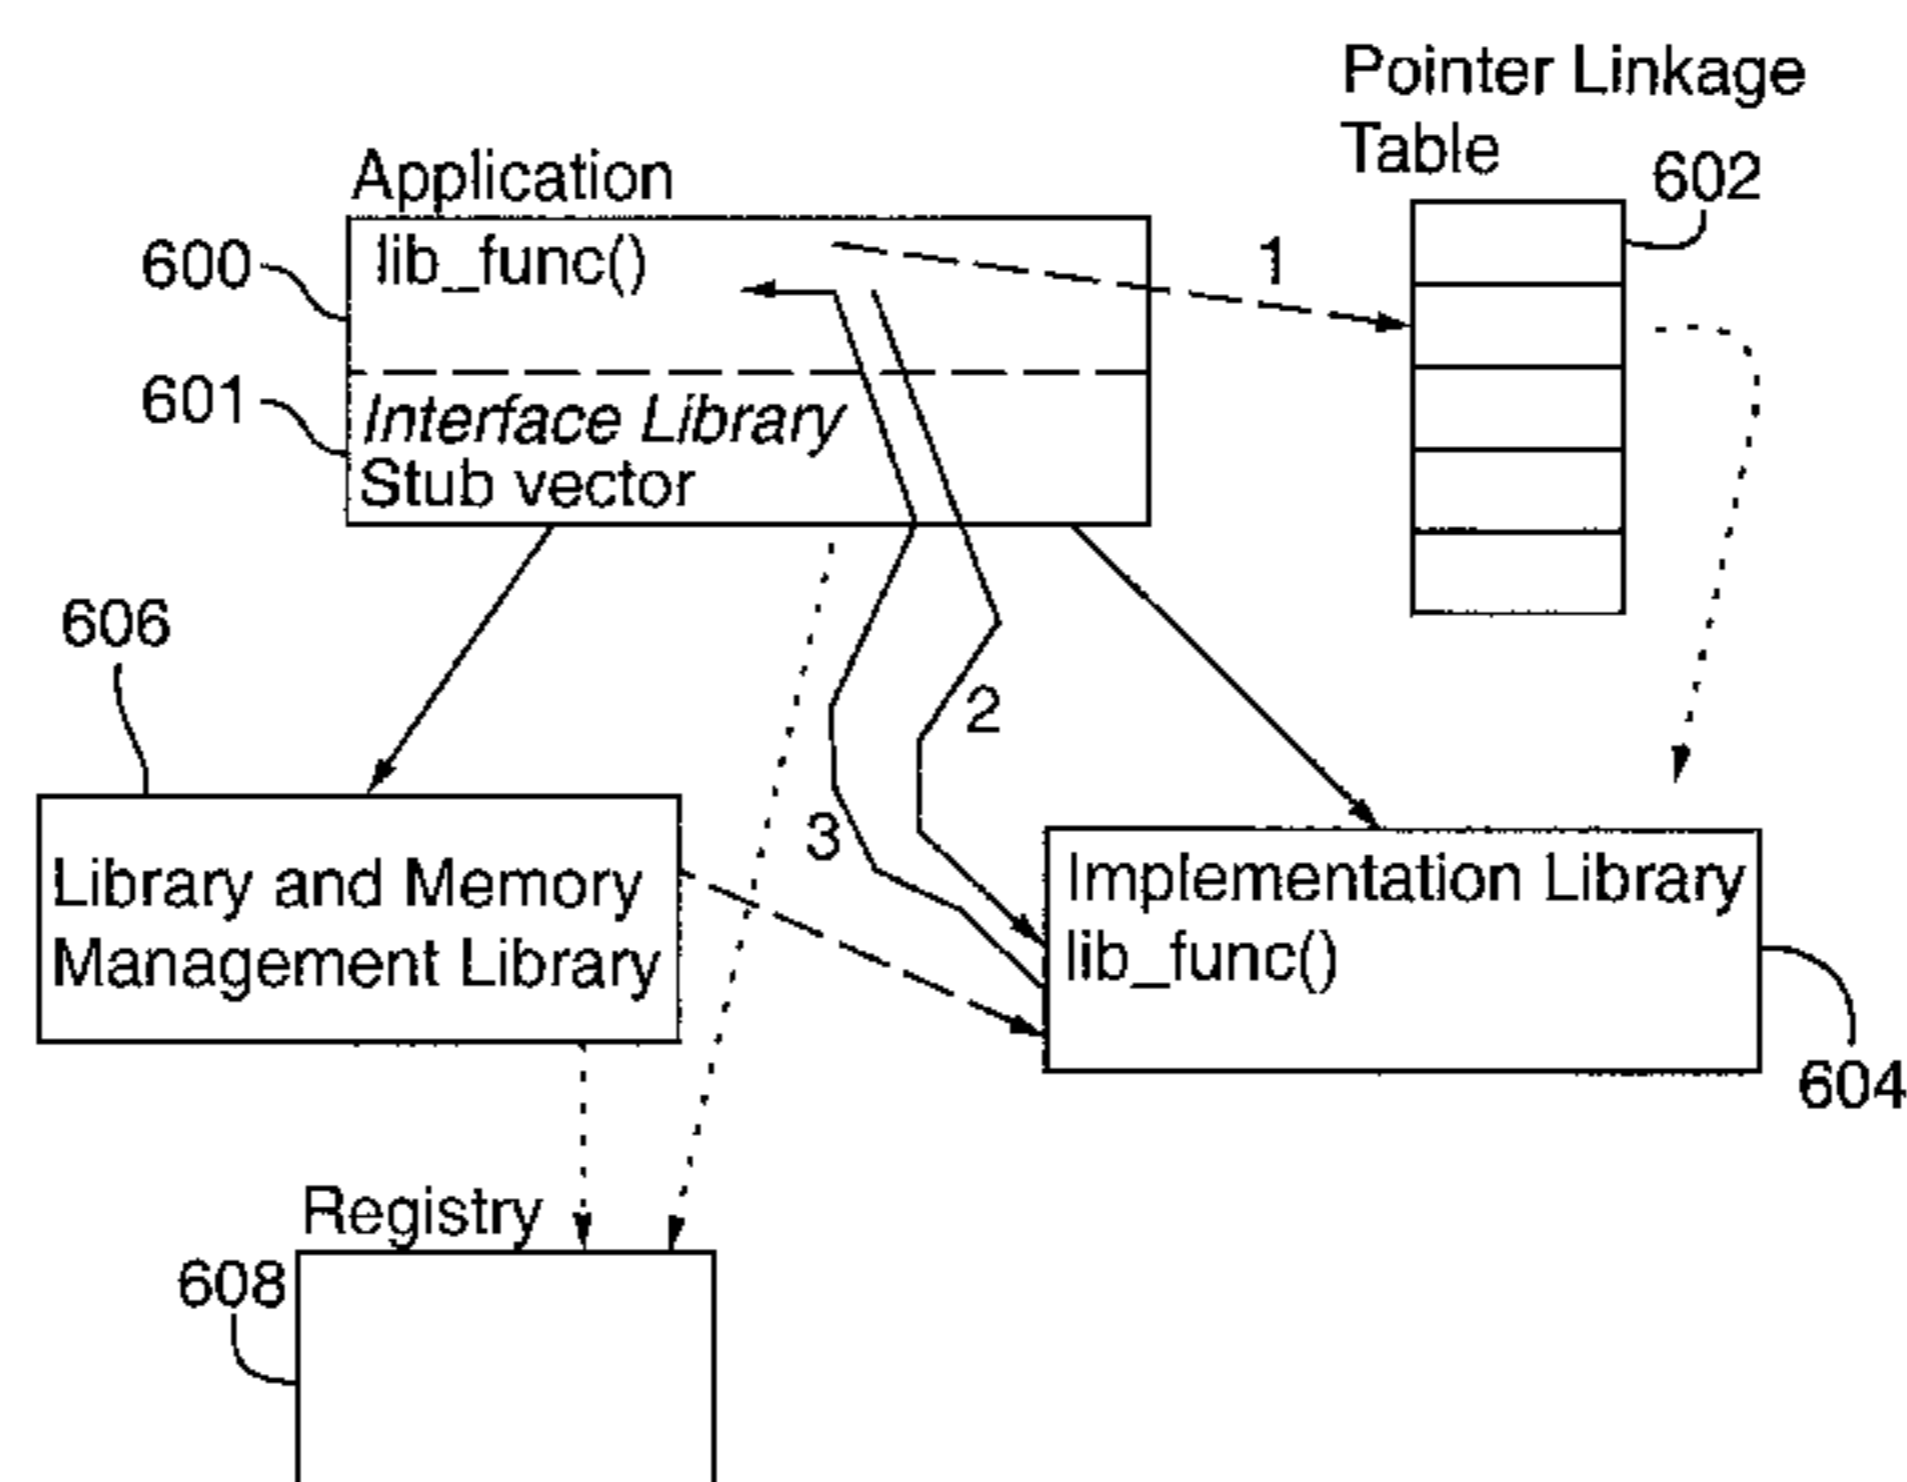 Pointer Linkage
Table
602
Application
600
lib_func()
1
601
Interface Library
Stub vector
606
2
3
Library and Memory
Management Library
Implementation Library
lib_func()
604
Registry
608